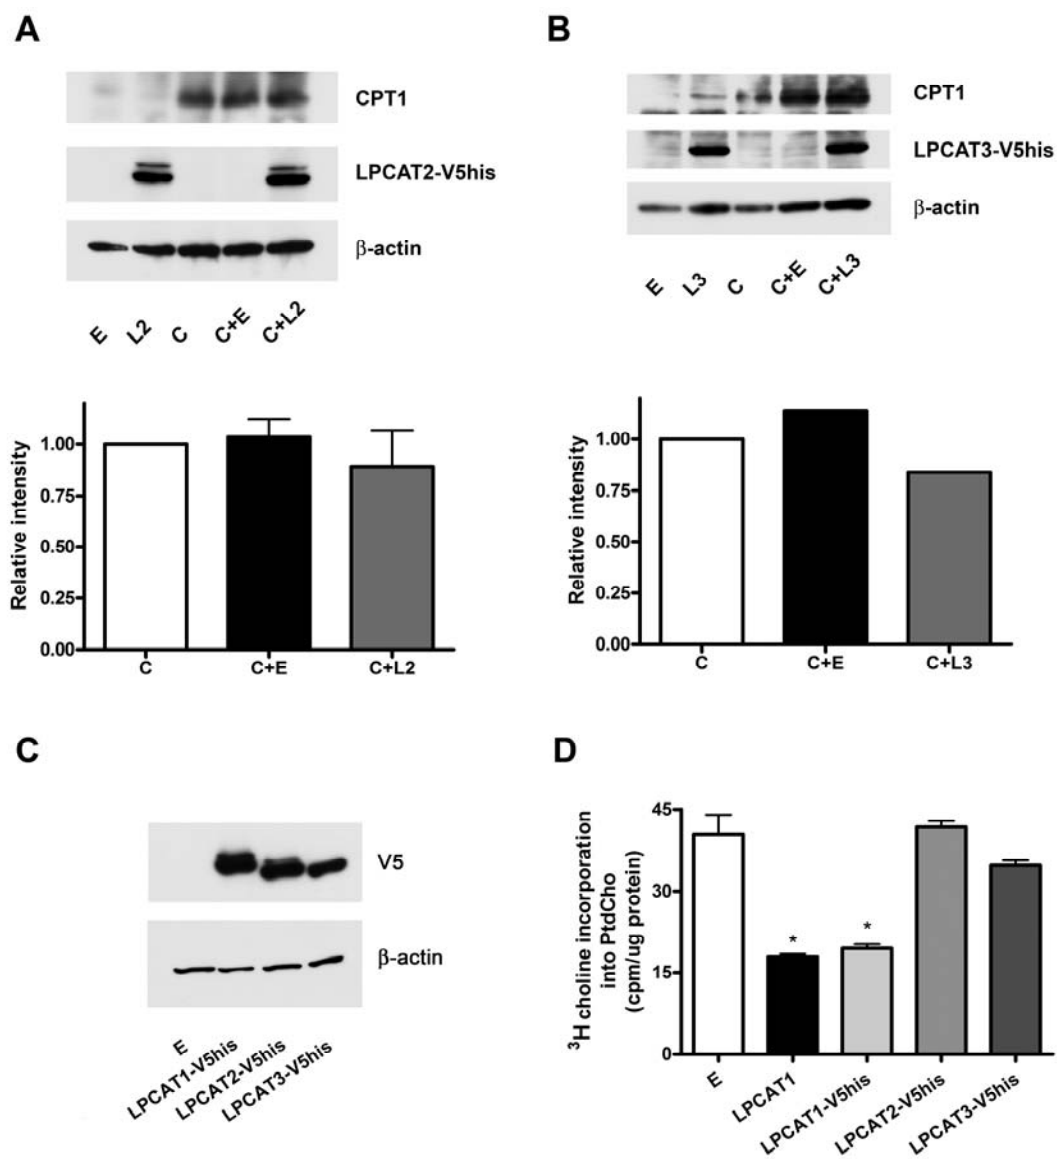 A
CPT1
LPCAT2-V5his
β-actin
E L2 C C+E C+L2
Relative intensity
1.00
0.75
0.50
0.25
0.00
C C+E C+L2
B
CPT1
LPCAT3-V5his
β-actin
E L3 C C+E C+L3
Relative intensity
1.00
0.75
0.50
0.25
0.00
C C+E C+L3
C
V5
β-actin
E
LPCAT1-V5his
LPCAT2-V5his
LPCAT3-V5his
D
³H choline incorporation
into PtdCho
(cpm/ug protein)
45
30
15
0
* *
E
LPCAT1
LPCAT1-V5his
LPCAT2-V5his
LPCAT3-V5his